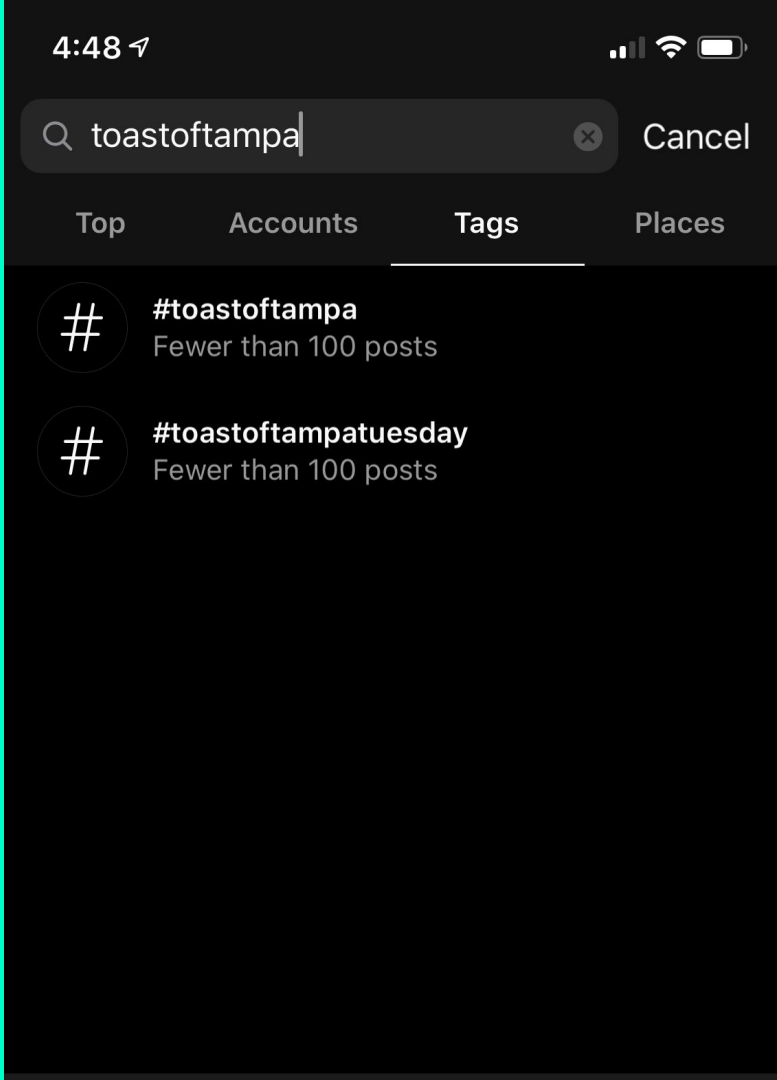 4:48
toastoftampa
Cancel
Top Accounts Tags Places
#toastoftampa
Fewer than 100 posts
#toastoftampatuesday
Fewer than 100 posts